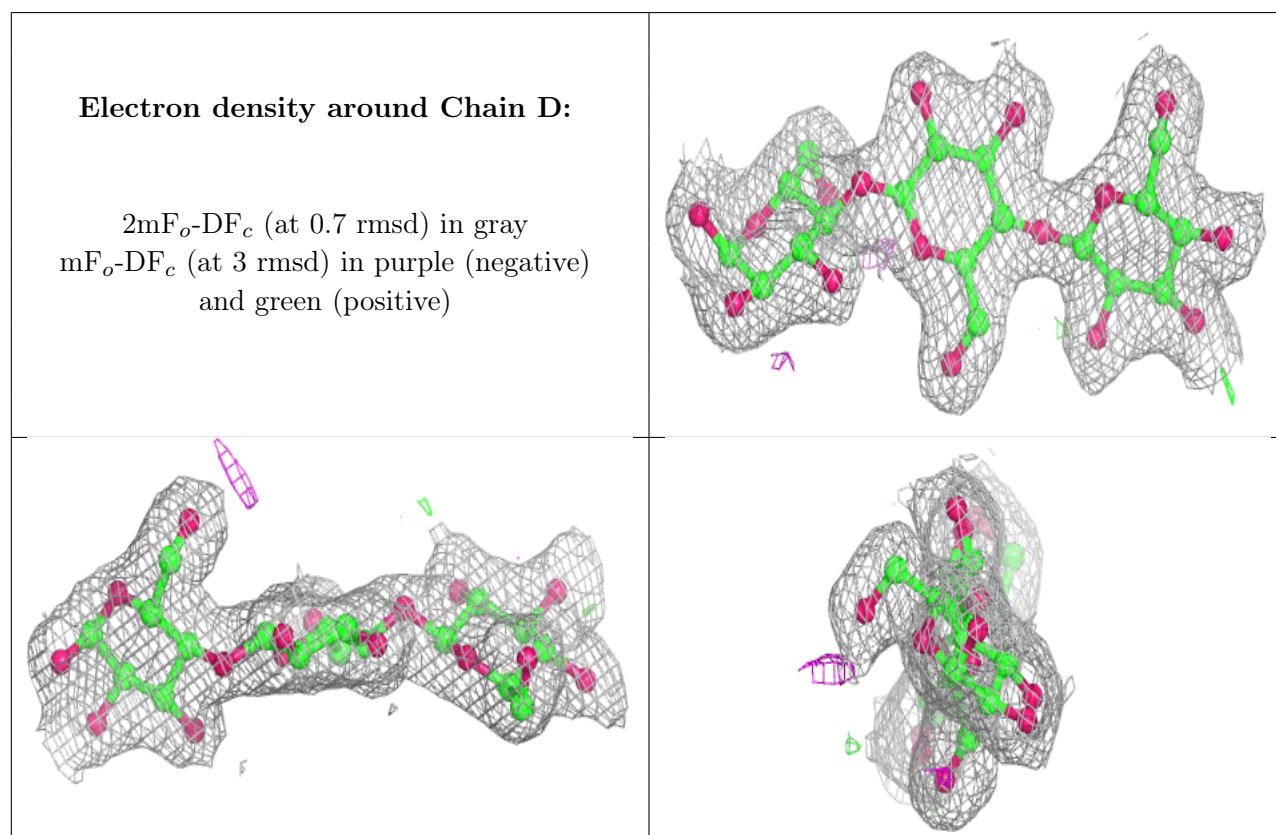 Electron density around Chain D:
2mFₒ-DF𝒸 (at 0.7 rmsd) in gray
mFₒ-DF𝒸 (at 3 rmsd) in purple (negative)
and green (positive)